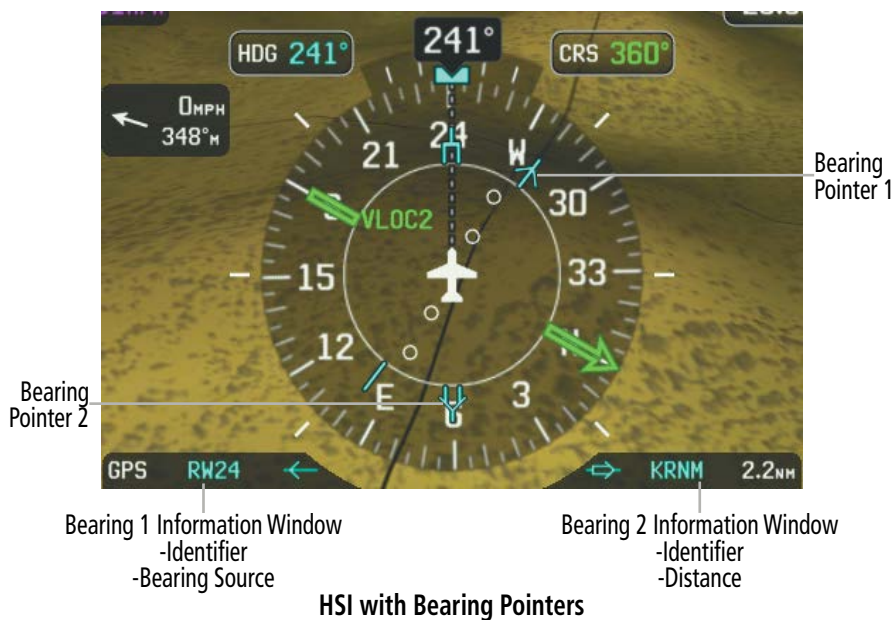 HDG 241°
241°
CRS 360°
0MPH
348°M
21
24
W
30
VLOC2
15
33
12
E
6
3
N
Bearing
Pointer 1
Bearing
Pointer 2
GPS RW24
KRNM 2.2NM
Bearing 1 Information Window
-Identifier
-Bearing Source
Bearing 2 Information Window
-Identifier
-Distance
HSI with Bearing Pointers